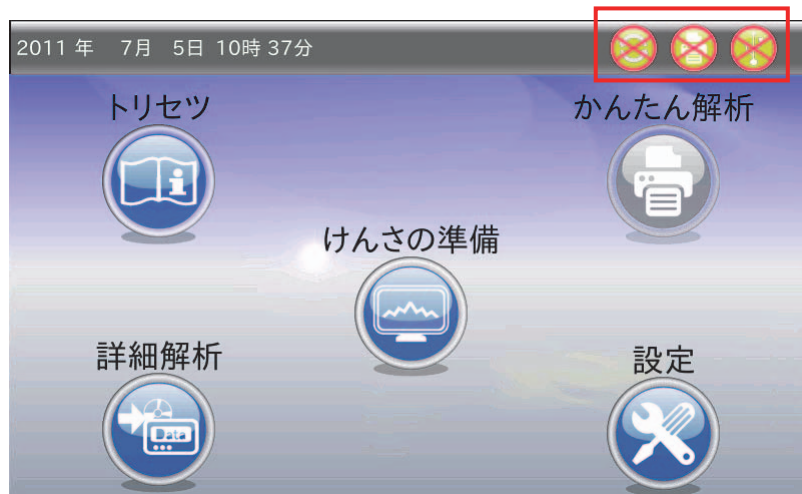 2011 年 7月 5日 10時 37分
トリセツ
かんたん解析
けんさの準備
詳細解析
設定
Data